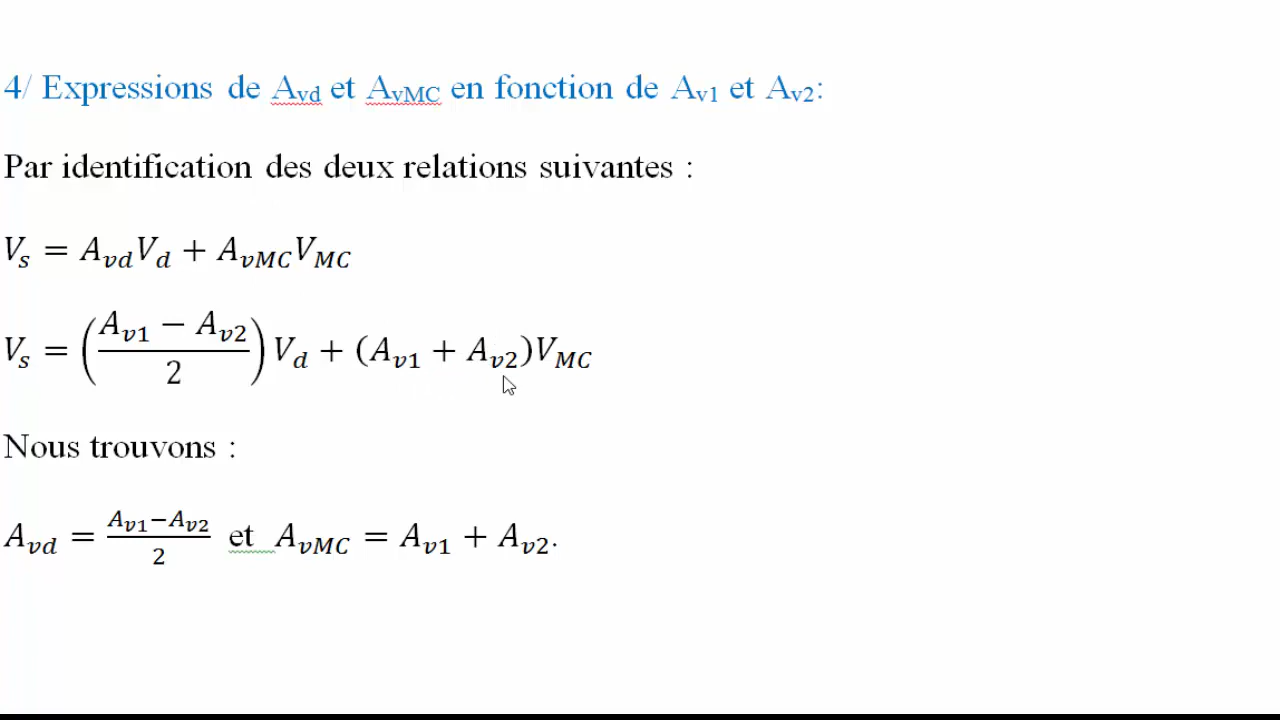 4/ Expressions de Avd et AvMC en fonction de Av1 et Av2:
Par identification des deux relations suivantes :
Vs = AvdVd + AvMCVMC
Vs = ((Av1 − Av2)/2) Vd + (Av1 + Av2)VMC
Nous trouvons :
Avd = (Av1−Av2)/2 et AvMC = Av1 + Av2.